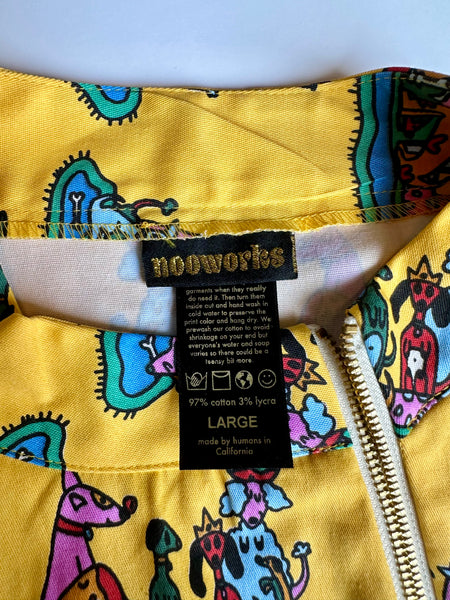 nooworks
garments when they really
do need it. Then turn them
inside out and hand wash in
cold water to preserve the
print color and hang dry. We
prewash our cotton to avoid
shrinkage on your end but
everyone's water and soap
varies so there could be a
teensy bit more
97% cotton 3% lycra
LARGE
made by humans in
California